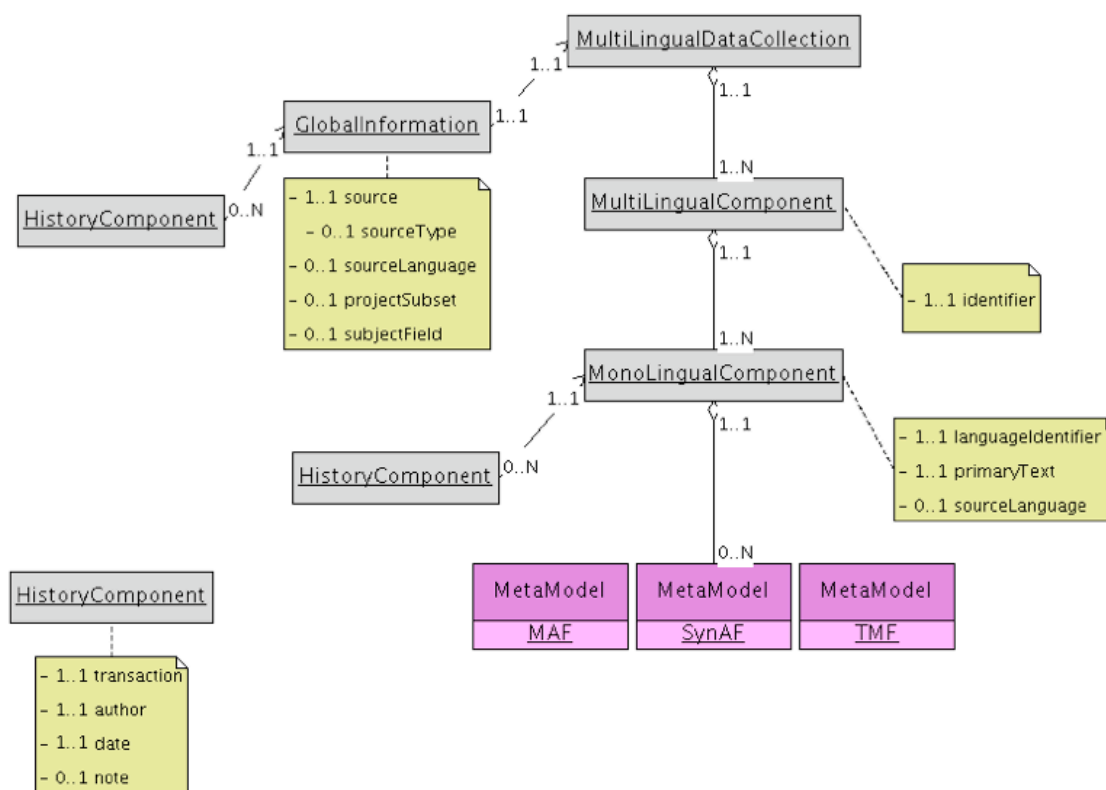 MultiLingualDataCollection
1..1
1..1
1..1
GlobalInformation
1..1
1..N
- 1..1 source
- 0..1 sourceType
- 0..1 sourceLanguage
- 0..1 projectSubset
- 0..1 subjectField
HistoryComponent
0..N
MultiLingualComponent
1..1
- 1..1 identifier
1..N
MonoLingualComponent
1..1
1..1
HistoryComponent
0..N
- 1..1 languageIdentifier
- 1..1 primaryText
- 0..1 sourceLanguage
0..N
MetaModel
MAF
MetaModel
SynAF
MetaModel
TMF
HistoryComponent
- 1..1 transaction
- 1..1 author
- 1..1 date
- 0..1 note